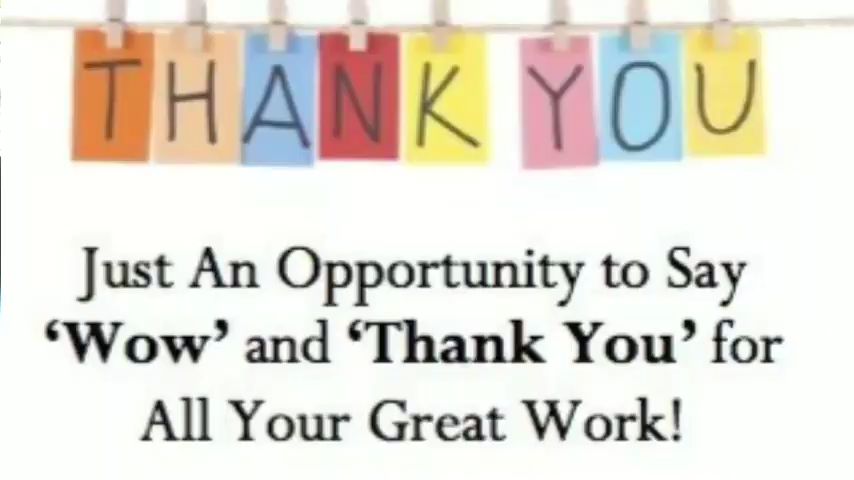 THANK YOU
Just An Opportunity to Say
‘Wow’ and ‘Thank You’ for
All Your Great Work!